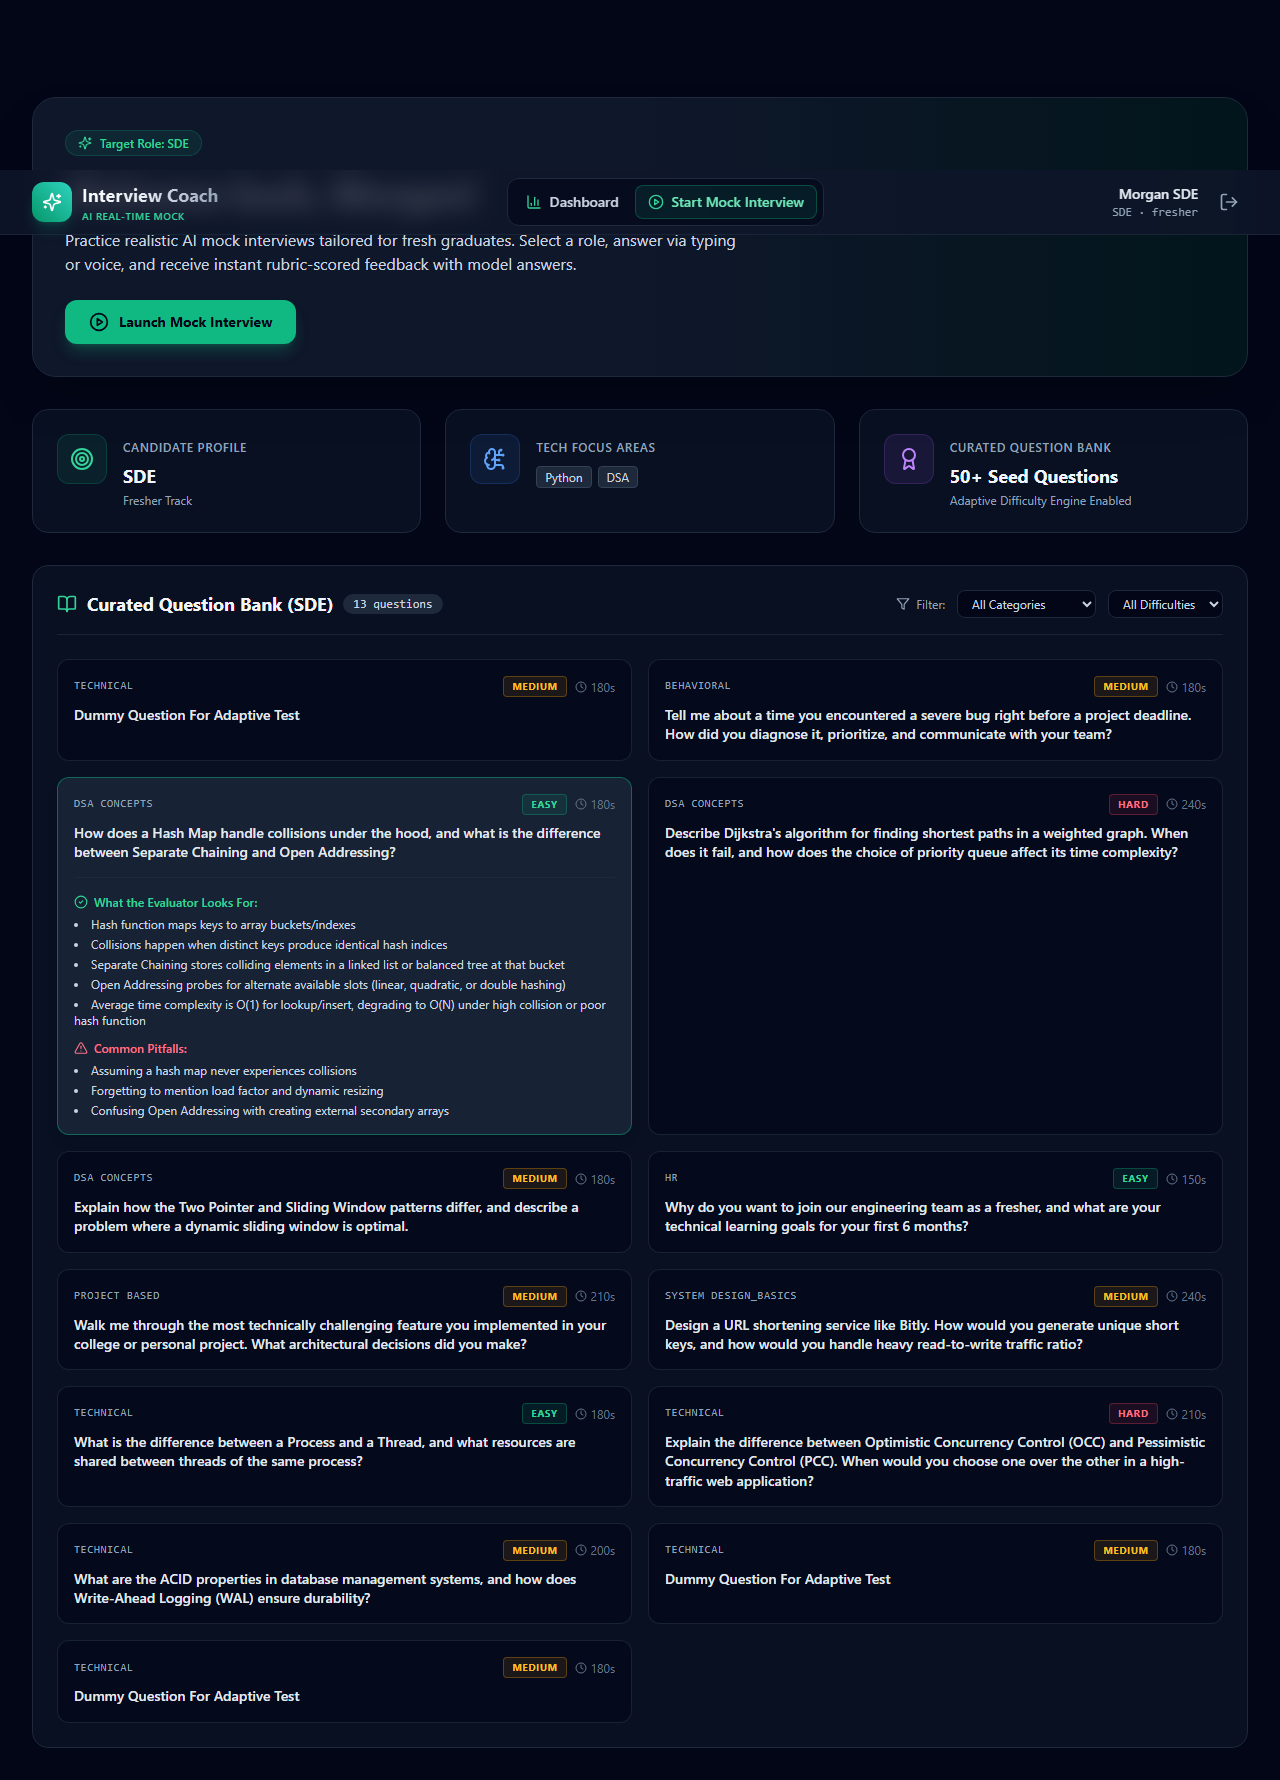 Target Role: SDE
Interview Coach
AI REAL-TIME MOCK
Dashboard
Start Mock Interview
Morgan SDE
SDE · fresher
Practice realistic AI mock interviews tailored for fresh graduates. Select a role, answer via typing
or voice, and receive instant rubric-scored feedback with model answers.
Launch Mock Interview
CANDIDATE PROFILE
SDE
Fresher Track
TECH FOCUS AREAS
Python
DSA
CURATED QUESTION BANK
50+ Seed Questions
Adaptive Difficulty Engine Enabled
Curated Question Bank (SDE)
13 questions
Filter:
All Categories
All Difficulties
TECHNICAL
MEDIUM
180s
Dummy Question For Adaptive Test
BEHAVIORAL
MEDIUM
180s
Tell me about a time you encountered a severe bug right before a project deadline.
How did you diagnose it, prioritize, and communicate with your team?
DSA CONCEPTS
EASY
180s
How does a Hash Map handle collisions under the hood, and what is the difference
between Separate Chaining and Open Addressing?
What the Evaluator Looks For:
• Hash function maps keys to array buckets/indexes
• Collisions happen when distinct keys produce identical hash indices
• Separate Chaining stores colliding elements in a linked list or balanced tree at that bucket
• Open Addressing probes for alternate available slots (linear, quadratic, or double hashing)
• Average time complexity is O(1) for lookup/insert, degrading to O(N) under high collision or poor
hash function
Common Pitfalls:
• Assuming a hash map never experiences collisions
• Forgetting to mention load factor and dynamic resizing
• Confusing Open Addressing with creating external secondary arrays
DSA CONCEPTS
HARD
240s
Describe Dijkstra's algorithm for finding shortest paths in a weighted graph. When
does it fail, and how does the choice of priority queue affect its time complexity?
DSA CONCEPTS
MEDIUM
180s
Explain how the Two Pointer and Sliding Window patterns differ, and describe a
problem where a dynamic sliding window is optimal.
HR
EASY
150s
Why do you want to join our engineering team as a fresher, and what are your
technical learning goals for your first 6 months?
PROJECT BASED
MEDIUM
210s
Walk me through the most technically challenging feature you implemented in your
college or personal project. What architectural decisions did you make?
SYSTEM DESIGN_BASICS
MEDIUM
240s
Design a URL shortening service like Bitly. How would you generate unique short
keys, and how would you handle heavy read-to-write traffic ratio?
TECHNICAL
EASY
180s
What is the difference between a Process and a Thread, and what resources are
shared between threads of the same process?
TECHNICAL
HARD
210s
Explain the difference between Optimistic Concurrency Control (OCC) and Pessimistic
Concurrency Control (PCC). When would you choose one over the other in a high-
traffic web application?
TECHNICAL
MEDIUM
200s
What are the ACID properties in database management systems, and how does
Write-Ahead Logging (WAL) ensure durability?
TECHNICAL
MEDIUM
180s
Dummy Question For Adaptive Test
TECHNICAL
MEDIUM
180s
Dummy Question For Adaptive Test